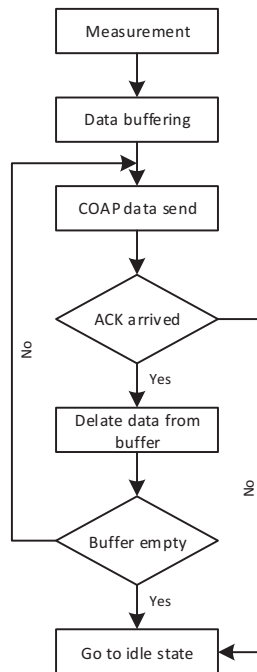 Measurement
Data buffering
COAP data send
ACK arrived
No
Yes
Delate data from
buffer
No
Buffer empty
Yes
Go to idle state